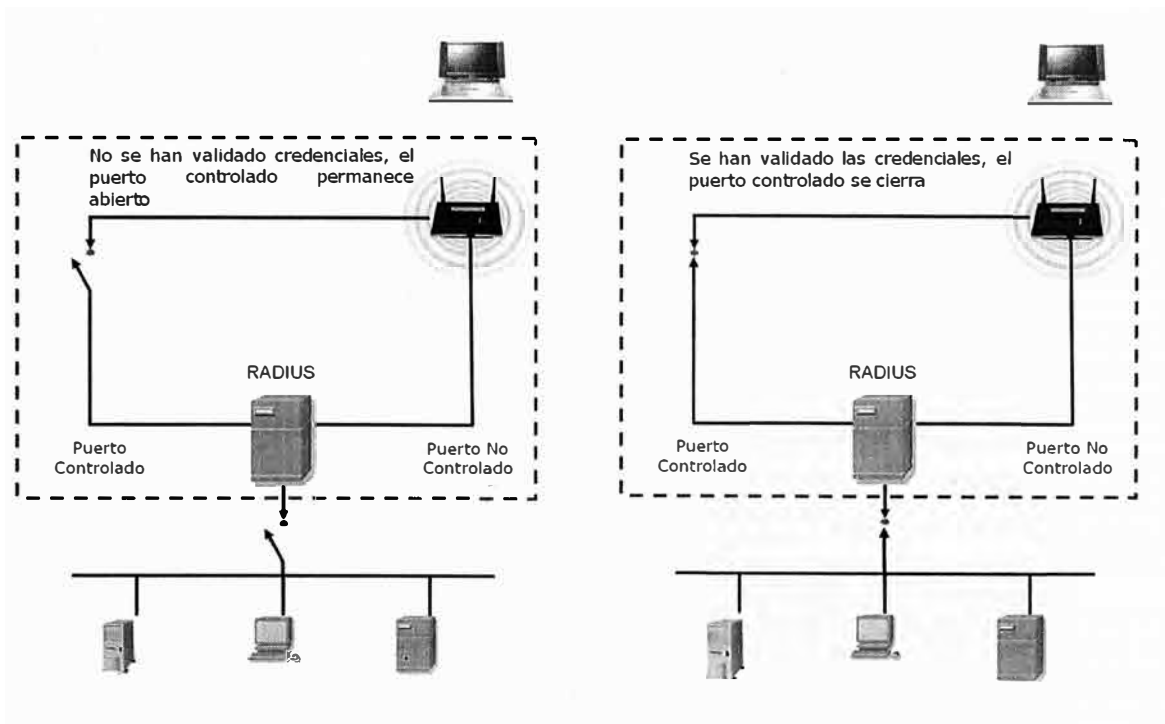 No se han validado credenciales, el
puerto controlado permanece
abierto
RADIUS
Puerto
Controlado
Puerto No
Controlado
Se han validado las credenciales, el
puerto controlado se cierra
RADIUS
Puerto
Controlado
Puerto No
Controlado